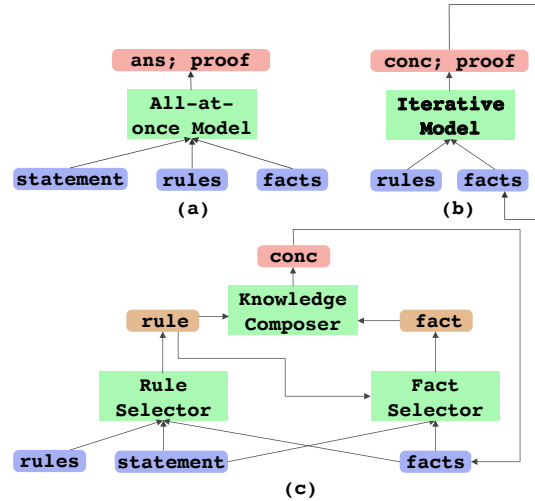 ans; proof
All-at-
once Model
statement
rules
facts
(a)
conc; proof
Iterative
Model
rules
facts
(b)
conc
Knowledge
Composer
rule
fact
Rule
Selector
Fact
Selector
rules
statement
facts
(c)